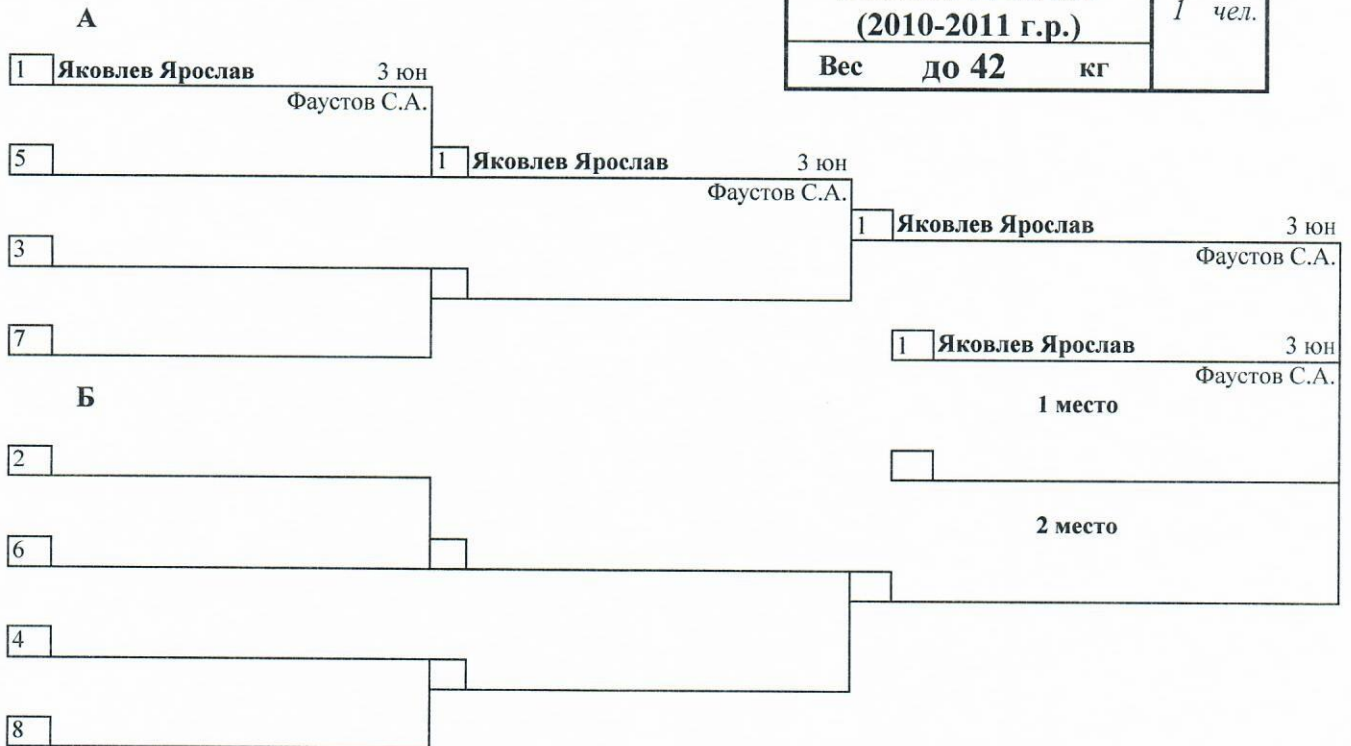 А
(2010-2011 г.р.)
1 чел.
Вес до 42 кг
1 Яковлев Ярослав 3 юн
Фаустов С.А.
5
1 Яковлев Ярослав 3 юн
Фаустов С.А.
1 Яковлев Ярослав 3 юн
Фаустов С.А.
3
7
1 Яковлев Ярослав 3 юн
Фаустов С.А.
1 место
Б
2
2 место
6
4
8